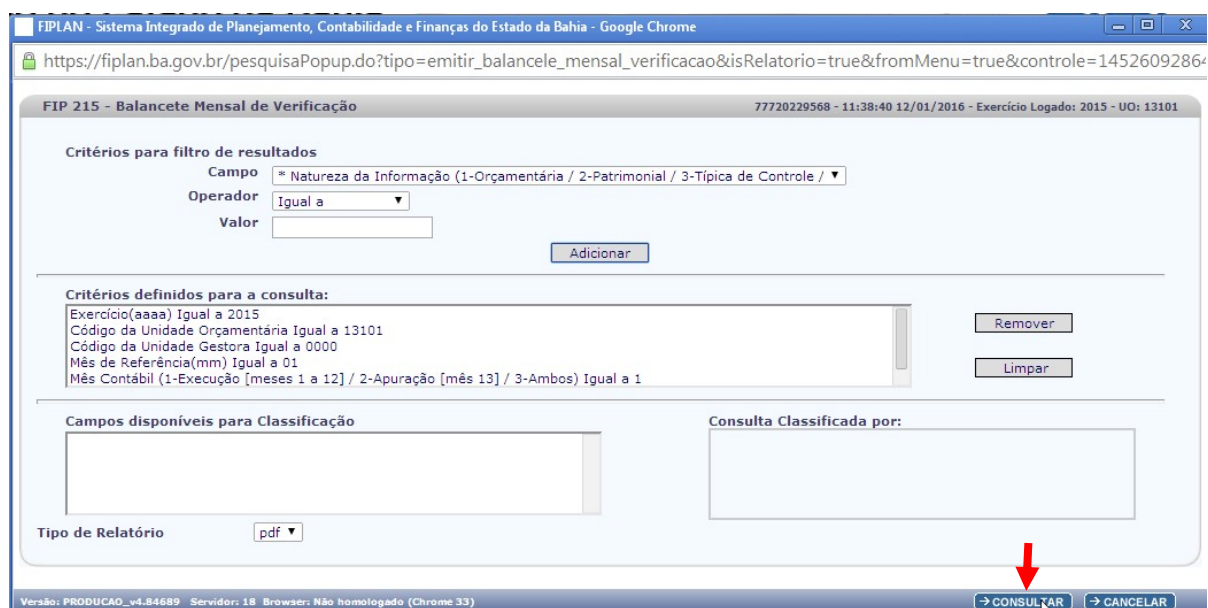 FIPLAN - Sistema Integrado de Planejamento, Contabilidade e Finanças do Estado da Bahia - Google Chrome
https://fiplan.ba.gov.br/pesquisaPopup.do?tipo=emitir_balancele_mensal_verificacao&isRelatorio=true&fromMenu=true&controle=14526092864
FIP 215 - Balancete Mensal de Verificação 77720229568 - 11:38:40 12/01/2016 - Exercício Logado: 2015 - UO: 13101
Critérios para filtro de resultados
Campo * Natureza da Informação (1-Orçamentária / 2-Patrimonial / 3-Típica de Controle /
Operador Igual a
Valor
Adicionar
Critérios definidos para a consulta:
Exercício(aaaa) Igual a 2015
Código da Unidade Orçamentária Igual a 13101
Remover
Código da Unidade Gestora Igual a 0000
Mês de Referência(mm) Igual a 01
Limpar
Mês Contábil (1-Execução [meses 1 a 12] / 2-Apuração [mês 13] / 3-Ambos) Igual a 1
Campos disponíveis para Classificação Consulta Classificada por:
Tipo de Relatório pdf
Versão: PRODUCAO_v4.84689 Servidor: 18 Browser: Não homologado (Chrome 33) CONSULTAR CANCELAR